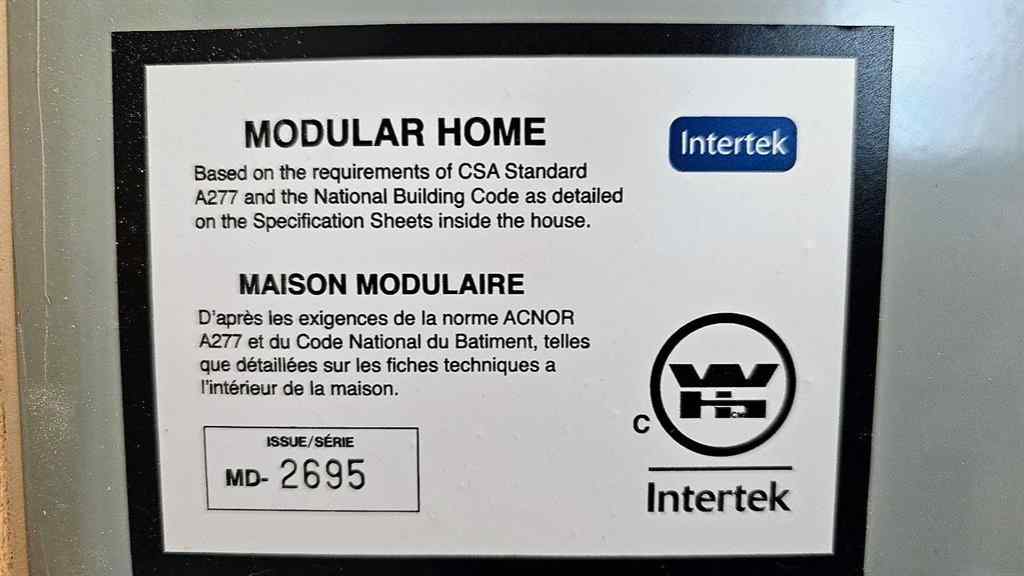 MODULAR HOME
Intertek
Based on the requirements of CSA Standard
A277 and the National Building Code as detailed
on the Specification Sheets inside the house.
MAISON MODULAIRE
D'après les exigences de la norme ACNOR
A277 et du Code National du Batiment, telles
que détaillées sur les fiches techniques a
l'intérieur de la maison.
ISSUE/SÉRIE
MD- 2695
C
WH
Intertek